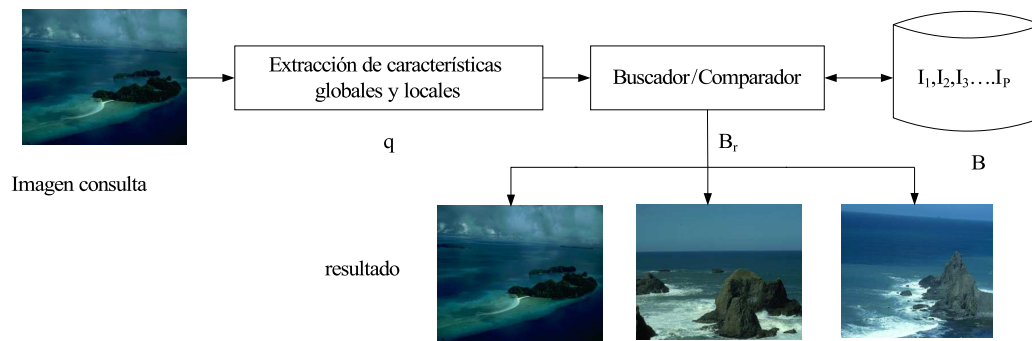 Extracción de características
globales y locales
Buscador/Comparador
I1,I2,I3….IP
q
Br
B
Imagen consulta
resultado